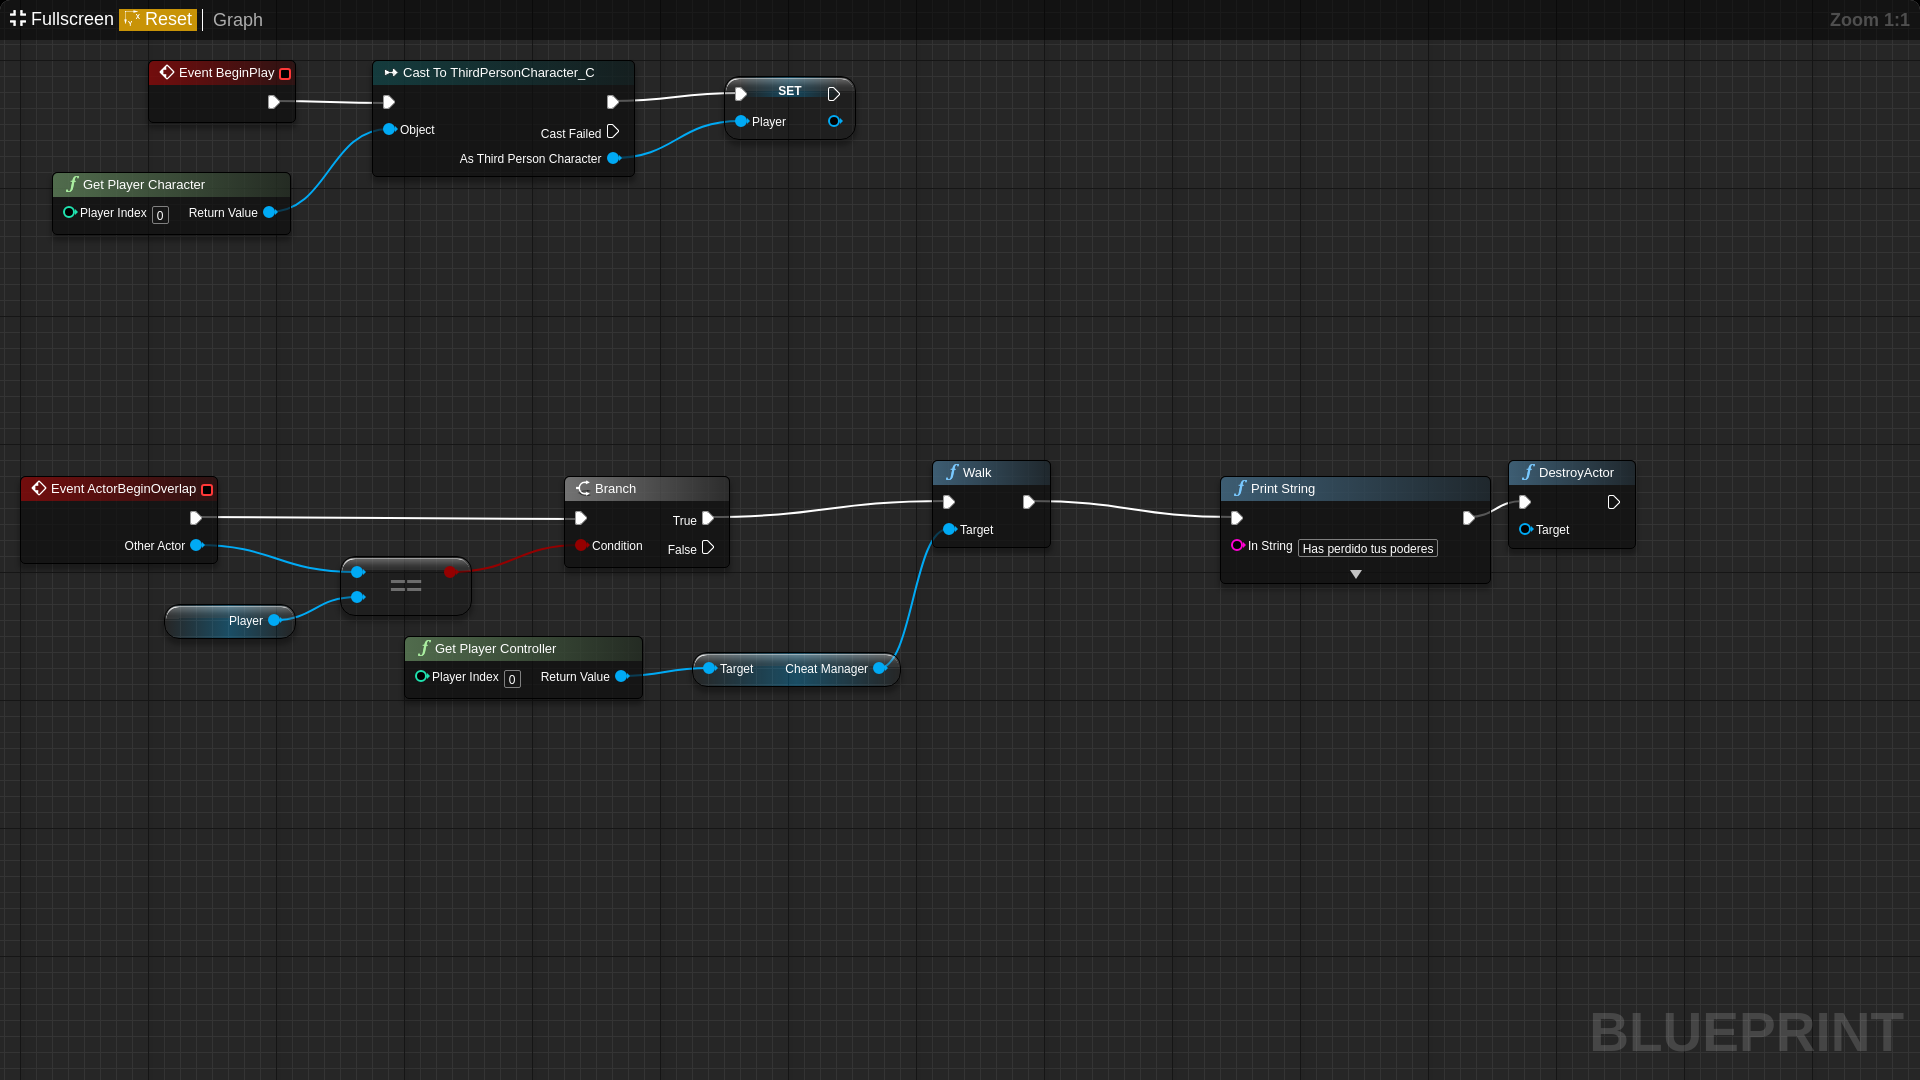 Fullscreen Reset Graph Zoom 1:1
Event BeginPlay
Cast To ThirdPersonCharacter_C
Object
Cast Failed
As Third Person Character
SET
Player
Get Player Character
Player Index 0 Return Value
Event ActorBeginOverlap
Other Actor
Player
==
Branch
True
Condition
False
Get Player Controller
Player Index 0 Return Value
Target Cheat Manager
Walk
Target
Print String
In String Has perdido tus poderes
DestroyActor
Target
BLUEPRINT